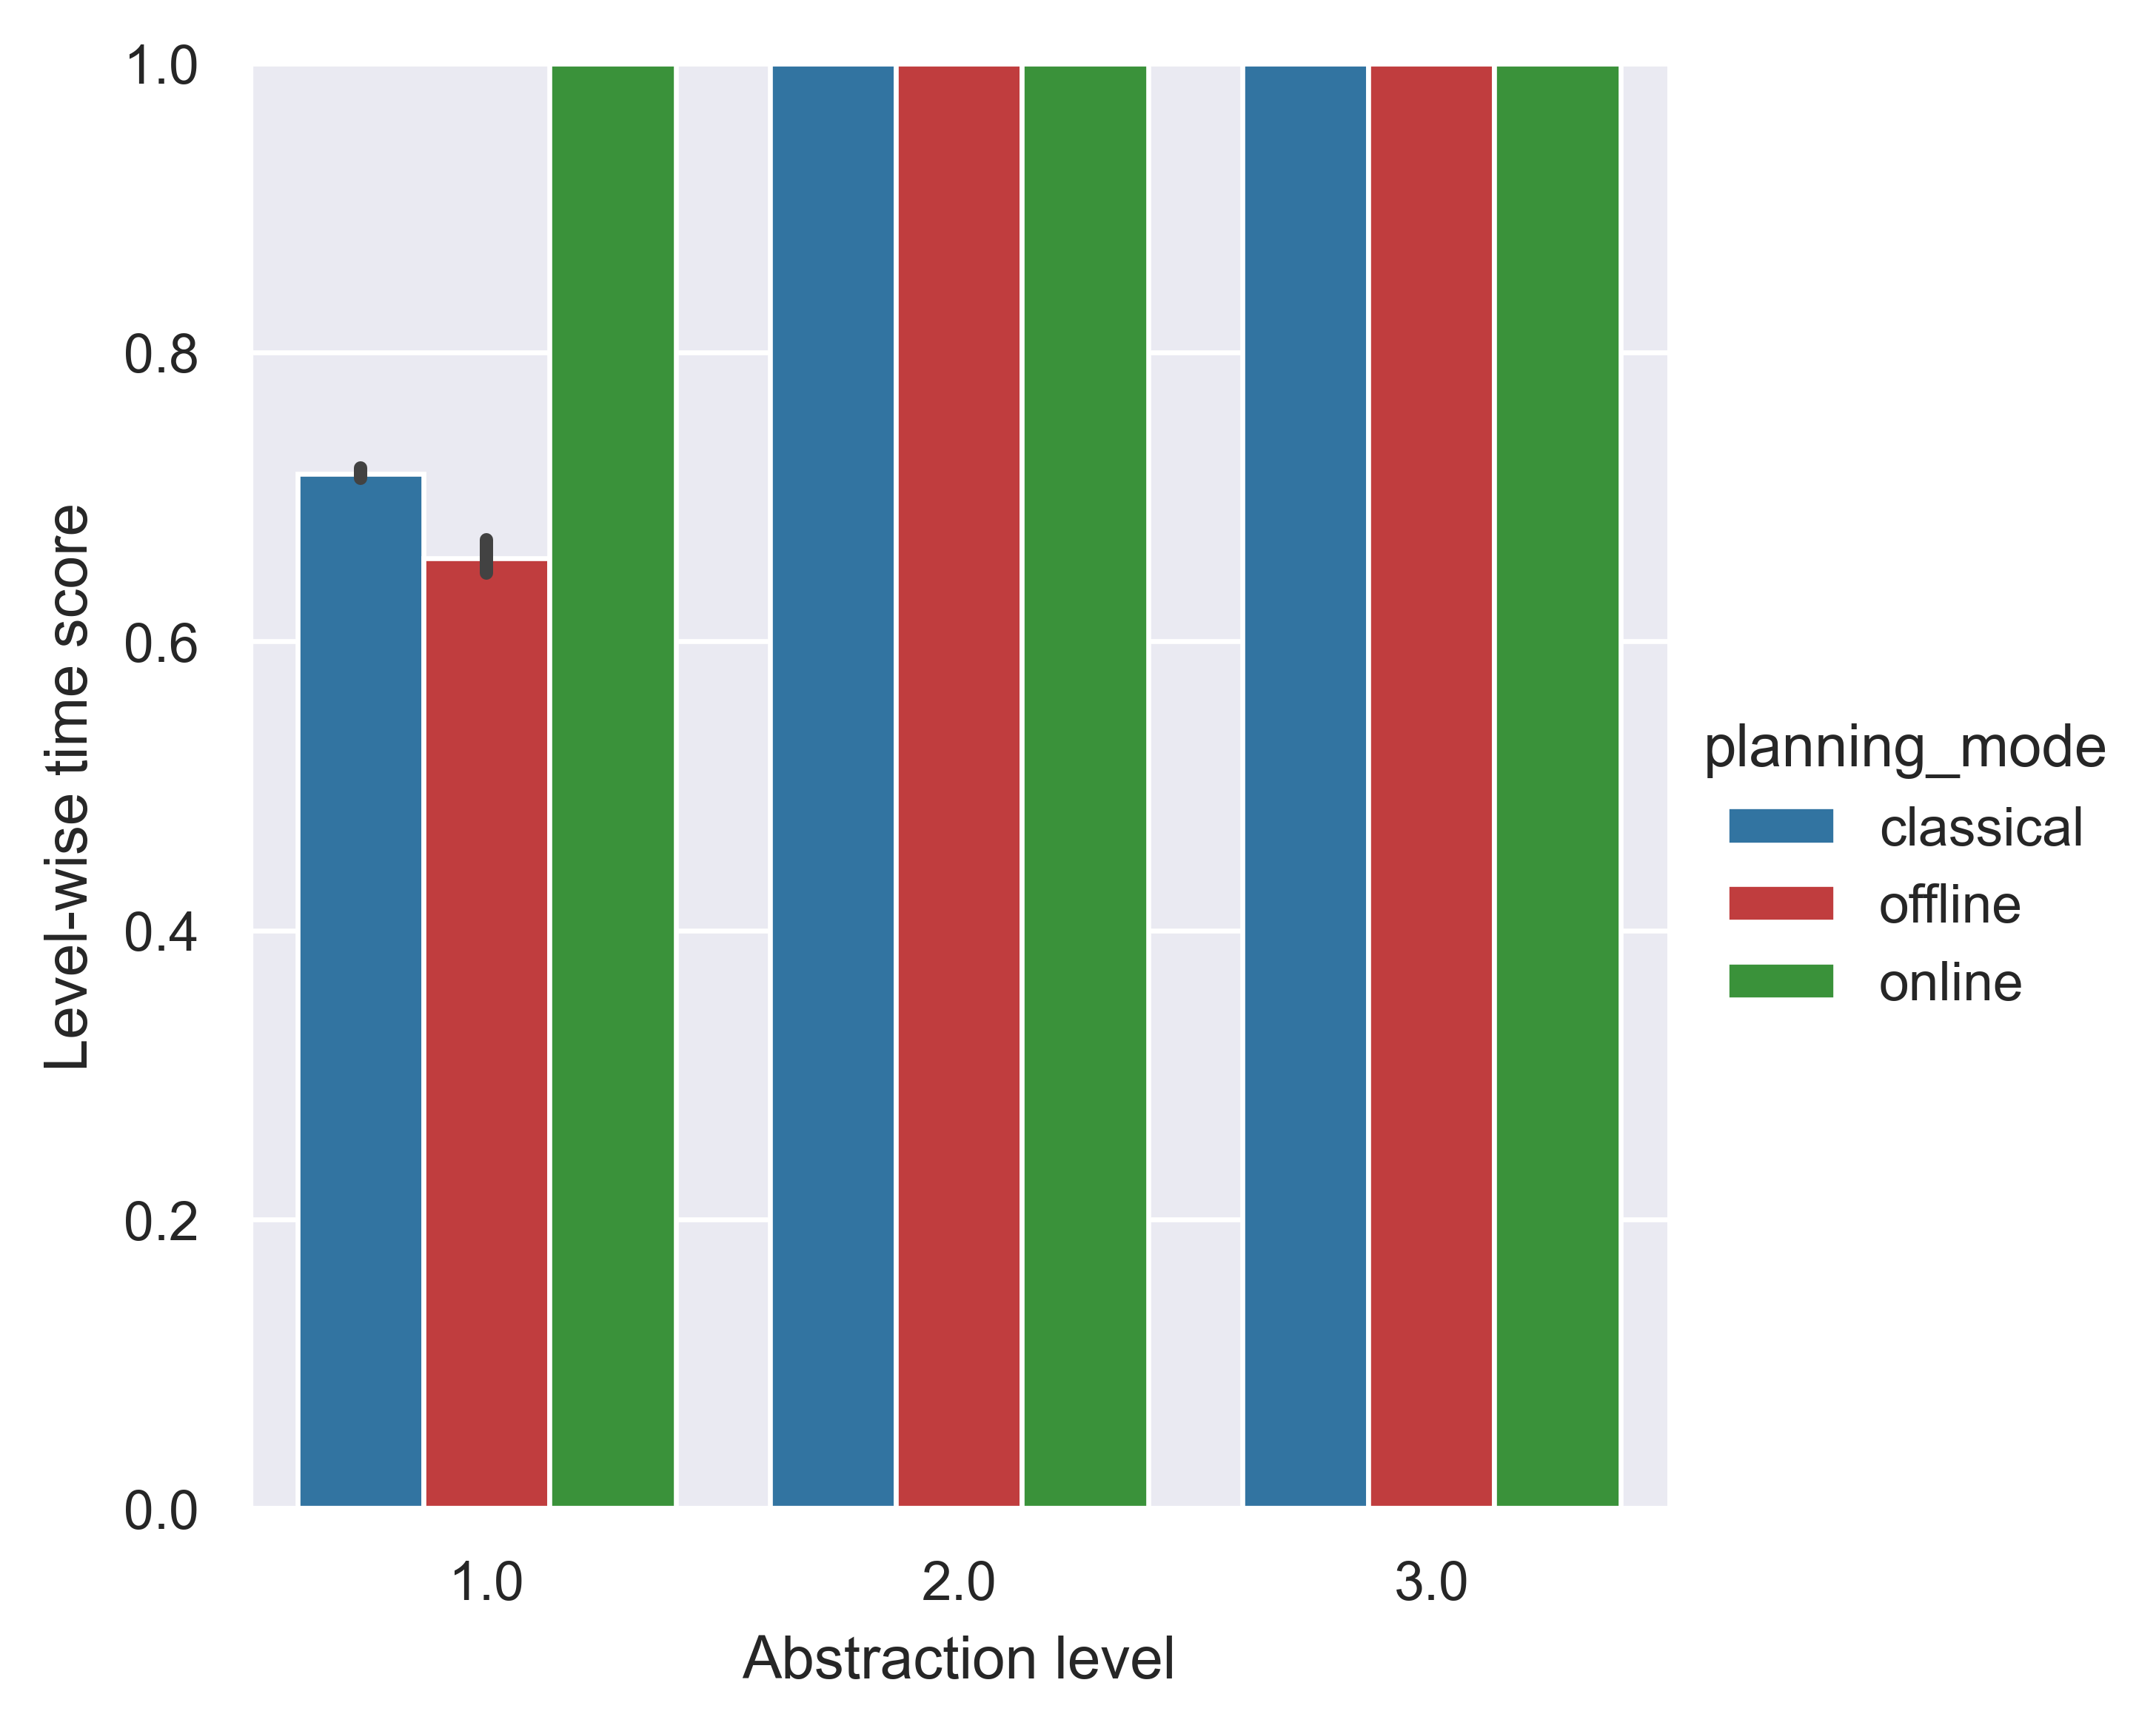 1.0
0.8
0.6
0.4
0.2
0.0
Level-wise time score
1.0 2.0 3.0
Abstraction level
planning_mode
classical
offline
online